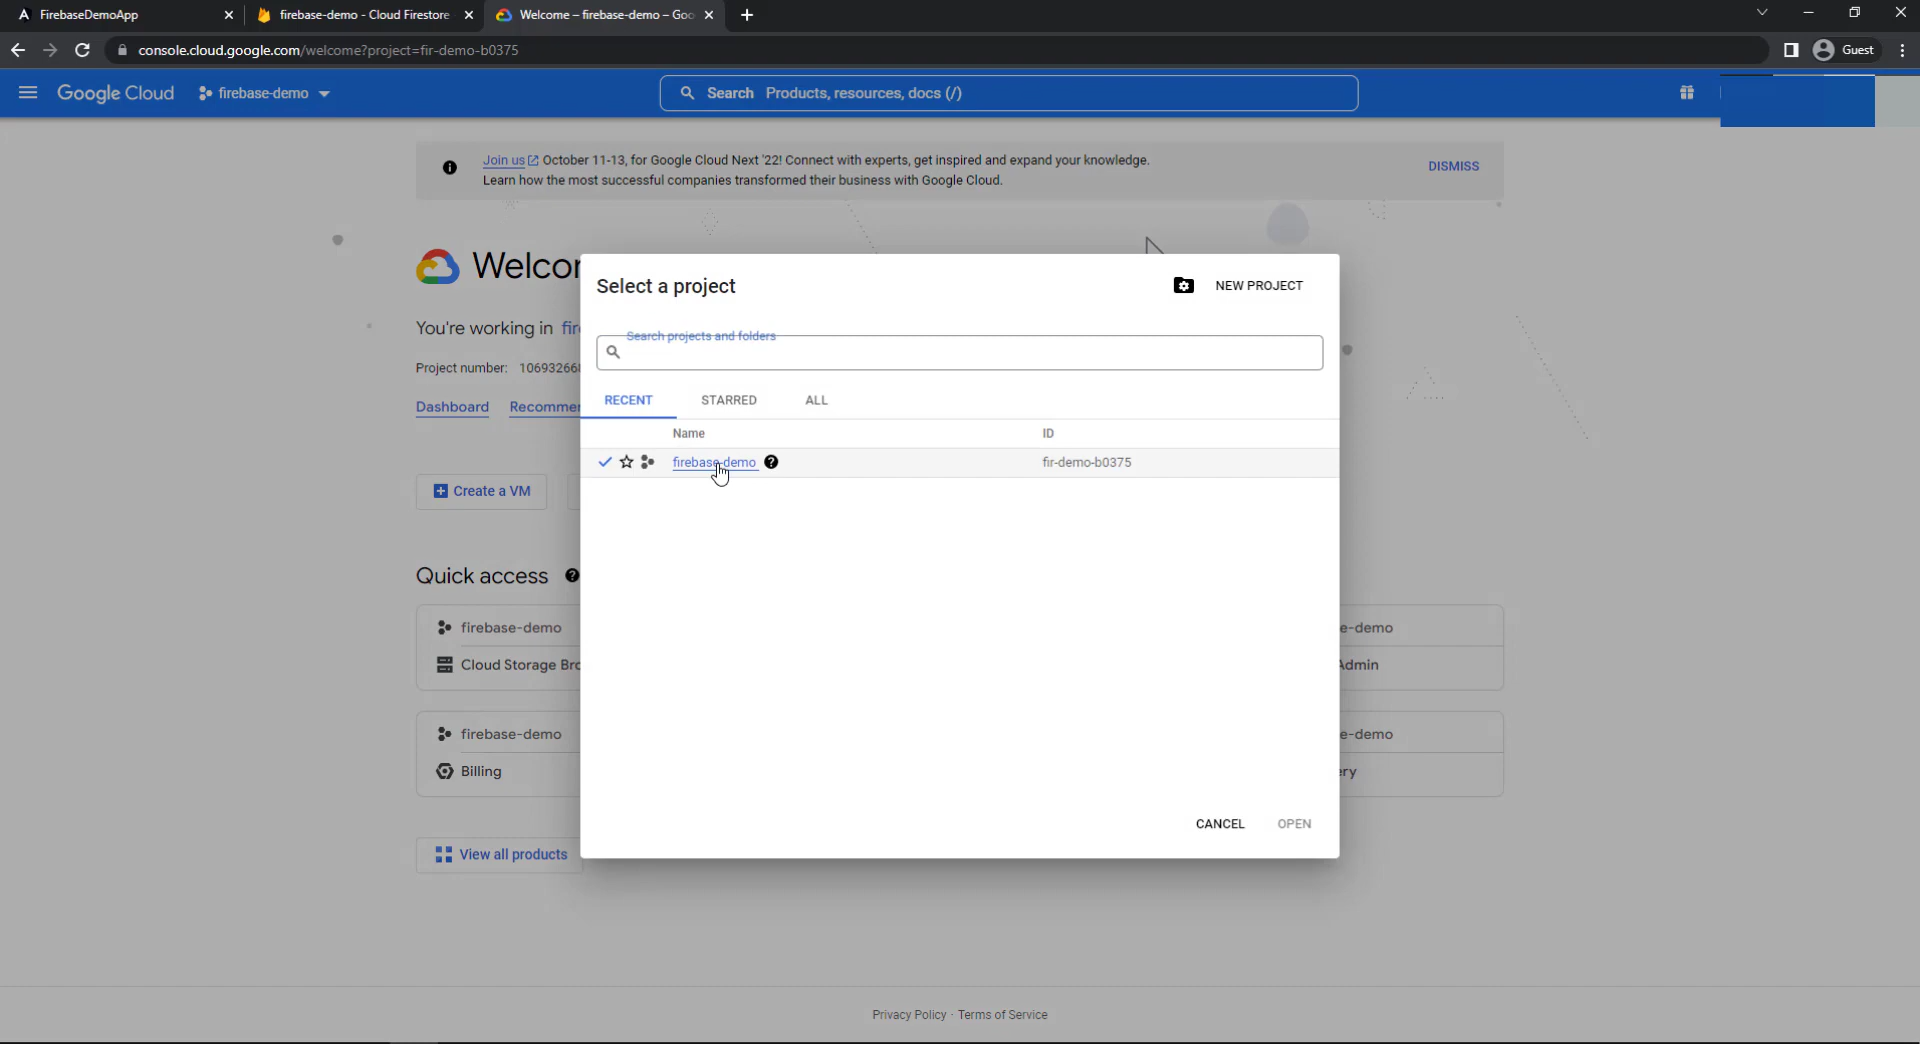 FirebaseDemoApp
firebase-demo - Cloud Firestore
Welcome – firebase-demo – Goo
console.cloud.google.com/welcome?project=fir-demo-b0375
Guest
Google Cloud
firebase-demo
Search Products, resources, docs (/)
Join us October 11-13, for Google Cloud Next '22! Connect with experts, get inspired and expand your knowledge.
Learn how the most successful companies transformed their business with Google Cloud.
DISMISS
Welcom
You're working in fir
Project number: 10693266
Dashboard Recommen
Create a VM
Quick access
firebase-demo
Cloud Storage Bro
firebase-demo
Billing
View all products
Select a project
NEW PROJECT
Search projects and folders
RECENT STARRED ALL
Name ID
firebase-demo fir-demo-b0375
CANCEL OPEN
e-demo
Admin
e-demo
ery
Privacy Policy · Terms of Service